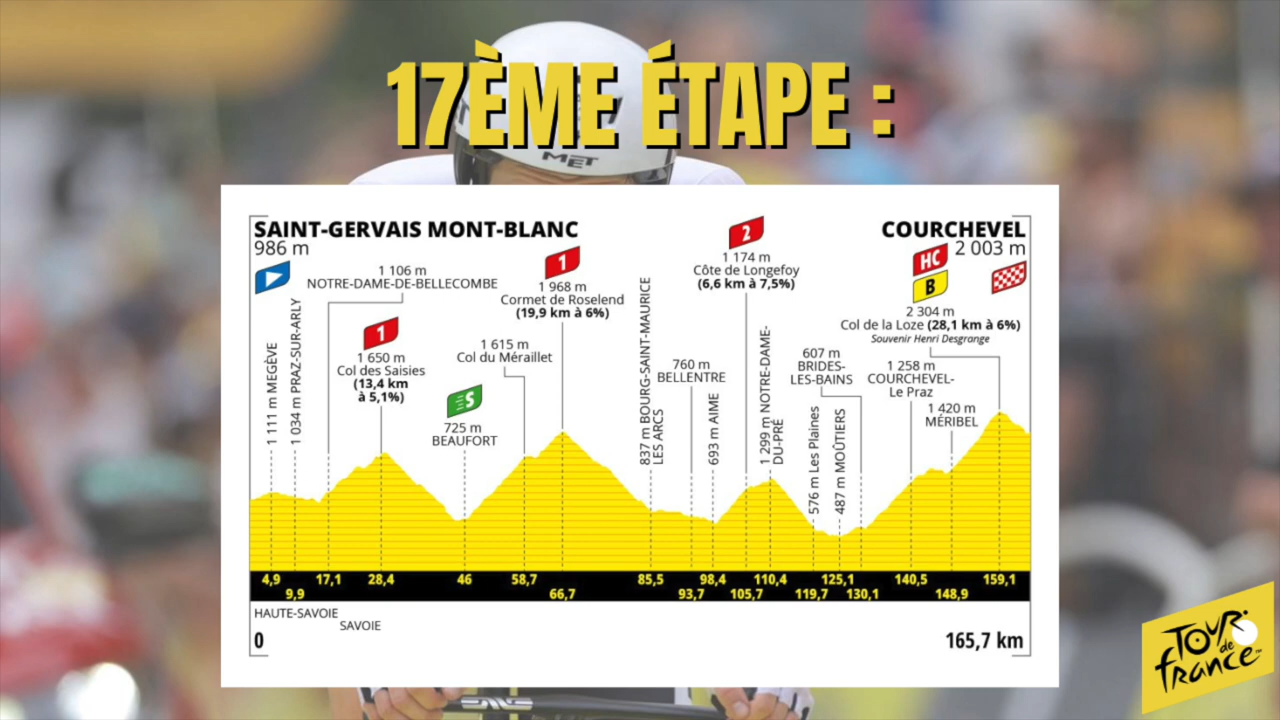 17ÈME ÉTAPE :
MET
SAINT-GERVAIS MONT-BLANC
986 m
COURCHEVEL
2 003 m
1 111 m MEGÈVE
1 034 m PRAZ-SUR-ARLY
1 106 m
NOTRE-DAME-DE-BELLECOMBE
1
1 650 m
Col des Saisies
(13,4 km
à 5,1%)
S
725 m
BEAUFORT
1 615 m
Col du Méraillet
1
1 968 m
Cormet de Roselend
(19,9 km à 6%)
837 m BOURG-SAINT-MAURICE
LES ARCS
760 m
BELLENTRE
693 m AIME
2
1 174 m
Côte de Longefoy
(6,6 km à 7,5%)
1 299 m NOTRE-DAME-
DU-PRÉ
576 m Les Plaines
487 m MOÛTIERS
607 m
BRIDES-
LES-BAINS
1 258 m
COURCHEVEL-
Le Praz
1 420 m
MÉRIBEL
HC
B
2 304 m
Col de la Loze (28,1 km à 6%)
Souvenir Henri Desgrange
4,9 17,1 28,4 46 58,7 85,5 98,4 110,4 125,1 140,5 159,1
9,9 66,7 93,7 105,7 119,7 130,1 148,9
HAUTE-SAVOIE
SAVOIE
0
165,7 km
TOUR
de
france